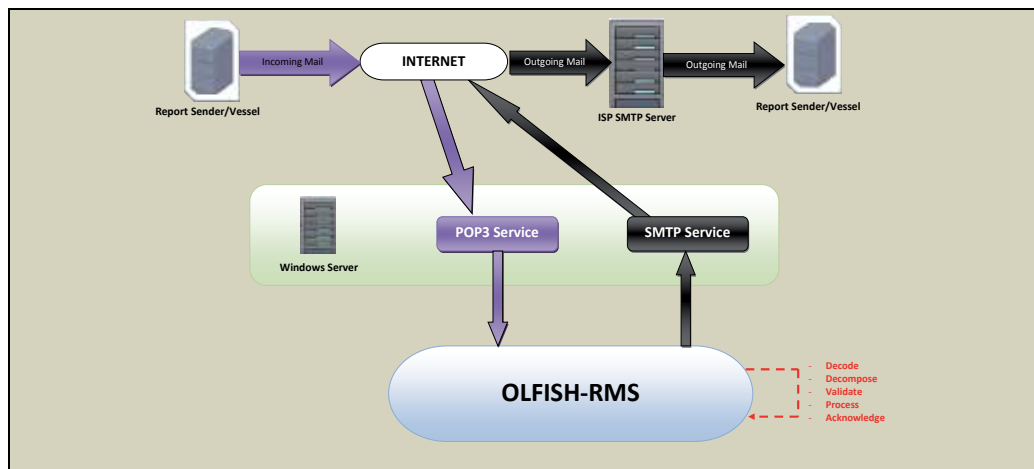 Incoming Mail
INTERNET
Outgoing Mail
Outgoing Mail
Report Sender/Vessel
ISP SMTP Server
Report Sender/Vessel
POP3 Service
SMTP Service
Windows Server
OLFISH-RMS
- Decode
- Decompose
- Validate
- Process
- Acknowledge